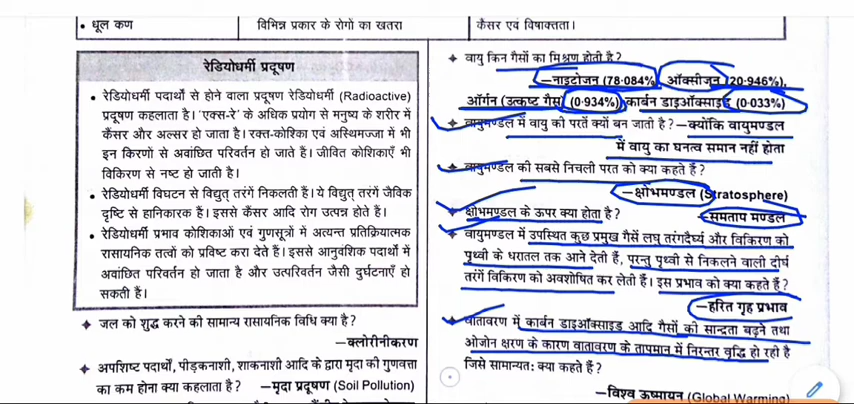 • धूल कण
विभिन्न प्रकार के रोगों का खतरा
कैंसर एवं विषाक्तता।
रेडियोधर्मी प्रदूषण
• रेडियोधर्मी पदार्थों से होने वाला प्रदूषण रेडियोधर्मी (Radioactive)
प्रदूषण कहलाता है। 'एक्स-रे' के अधिक प्रयोग से मनुष्य के शरीर में
कैंसर और अल्सर हो जाता है। रक्त-कोशिका एवं अस्थिमज्जा में भी
इन किरणों से अवांछित परिवर्तन हो जाते हैं। जीवित कोशिकाएँ भी
विकिरण से नष्ट हो जाती है।
• रेडियोधर्मी विघटन से विद्युत् तरंगें निकलती हैं। ये विद्युत् तरंगें जैविक
दृष्टि से हानिकारक हैं। इससे कैंसर आदि रोग उत्पन्न होते हैं।
• रेडियोधर्मी प्रभाव कोशिकाओं एवं गुणसूत्रों में अत्यन्त प्रतिक्रियात्मक
रासायनिक तत्वों को प्रविष्ट करा देते हैं। इससे आनुवंशिक पदार्थों में
अवांछित परिवर्तन हो जाता है और उत्परिवर्तन जैसी दुर्घटनाएँ हो
सकती हैं।
✦ जल को शुद्ध करने की सामान्य रासायनिक विधि क्या है?
—क्लोरीनीकरण
✦ अपशिष्ट पदार्थों, पीड़कनाशी, शाकनाशी आदि के द्वारा मृदा की गुणवत्ता
का कम होना क्या कहलाता है? —मृदा प्रदूषण (Soil Pollution)
✦ वायु किन गैसों का मिश्रण होती है?
—नाइट्रोजन (78·084%), ऑक्सीजन (20·946%),
ऑर्गन (उत्कृष्ट गैस) (0·934%), कार्बन डाइऑक्साइड (0·033%)
✦ वायुमण्डल में वायु की परतें क्यों बन जाती है?—क्योंकि वायुमण्डल
में वायु का घनत्व समान नहीं होता
✦ वायुमण्डल की सबसे निचली परत को क्या कहते हैं?
—क्षोभमण्डल (Stratosphere)
✦ क्षोभमण्डल के ऊपर क्या होता है? —समताप मण्डल
✦ वायुमण्डल में उपस्थित कुछ प्रमुख गैसें लघु तरंगदैर्घ्य और विकिरण को
पृथ्वी के धरातल तक आने देती हैं, परन्तु पृथ्वी से निकलने वाली दीर्घ
तरंगें विकिरण को अवशोषित कर लेती हैं। इस प्रभाव को क्या कहते हैं?
—हरित गृह प्रभाव
✦ वातावरण में कार्बन डाइऑक्साइड आदि गैसों की सान्द्रता बढ़ने तथा
ओजोन क्षरण के कारण वातावरण के तापमान में निरन्तर वृद्धि हो रही है
जिसे सामान्यतः क्या कहते हैं?
—विश्व ऊष्मायन (Global Warming)